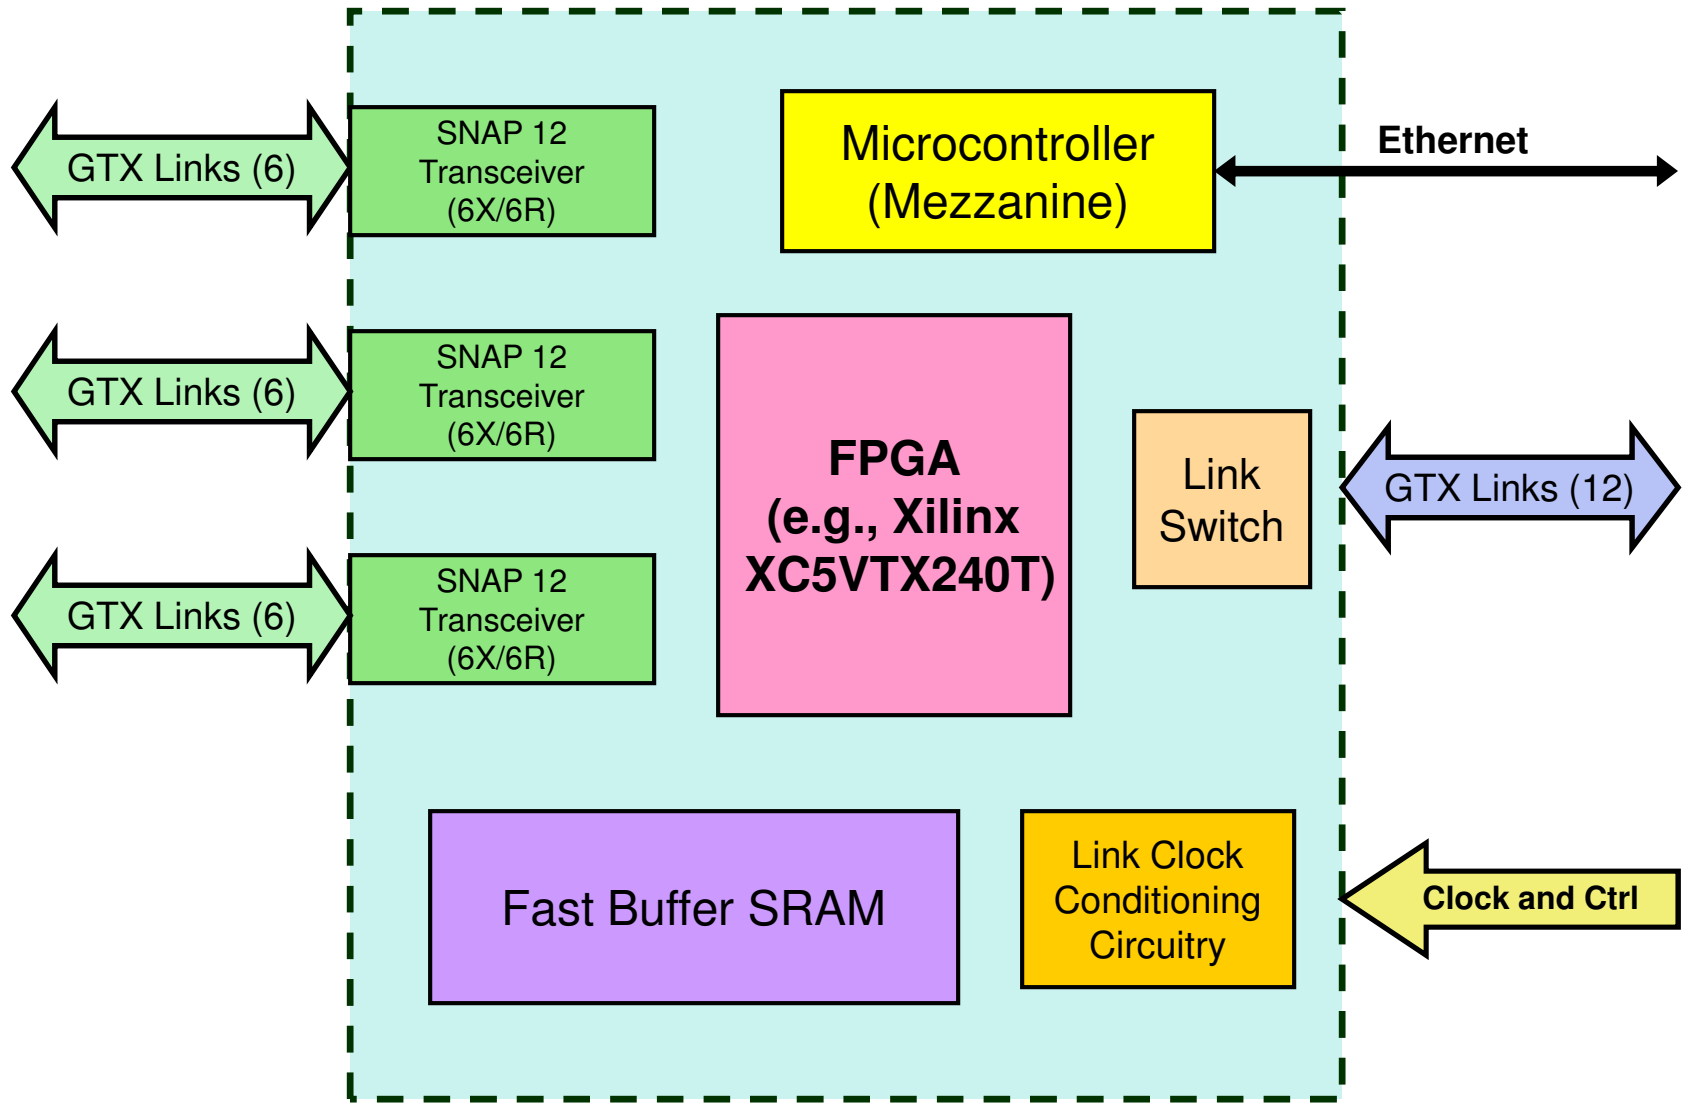 GTX Links (6)
SNAP 12
Transceiver
(6X/6R)
Microcontroller
(Mezzanine)
Ethernet
GTX Links (6)
SNAP 12
Transceiver
(6X/6R)
FPGA
(e.g., Xilinx
XC5VTX240T)
Link
Switch
GTX Links (12)
GTX Links (6)
SNAP 12
Transceiver
(6X/6R)
Fast Buffer SRAM
Link Clock
Conditioning
Circuitry
Clock and Ctrl